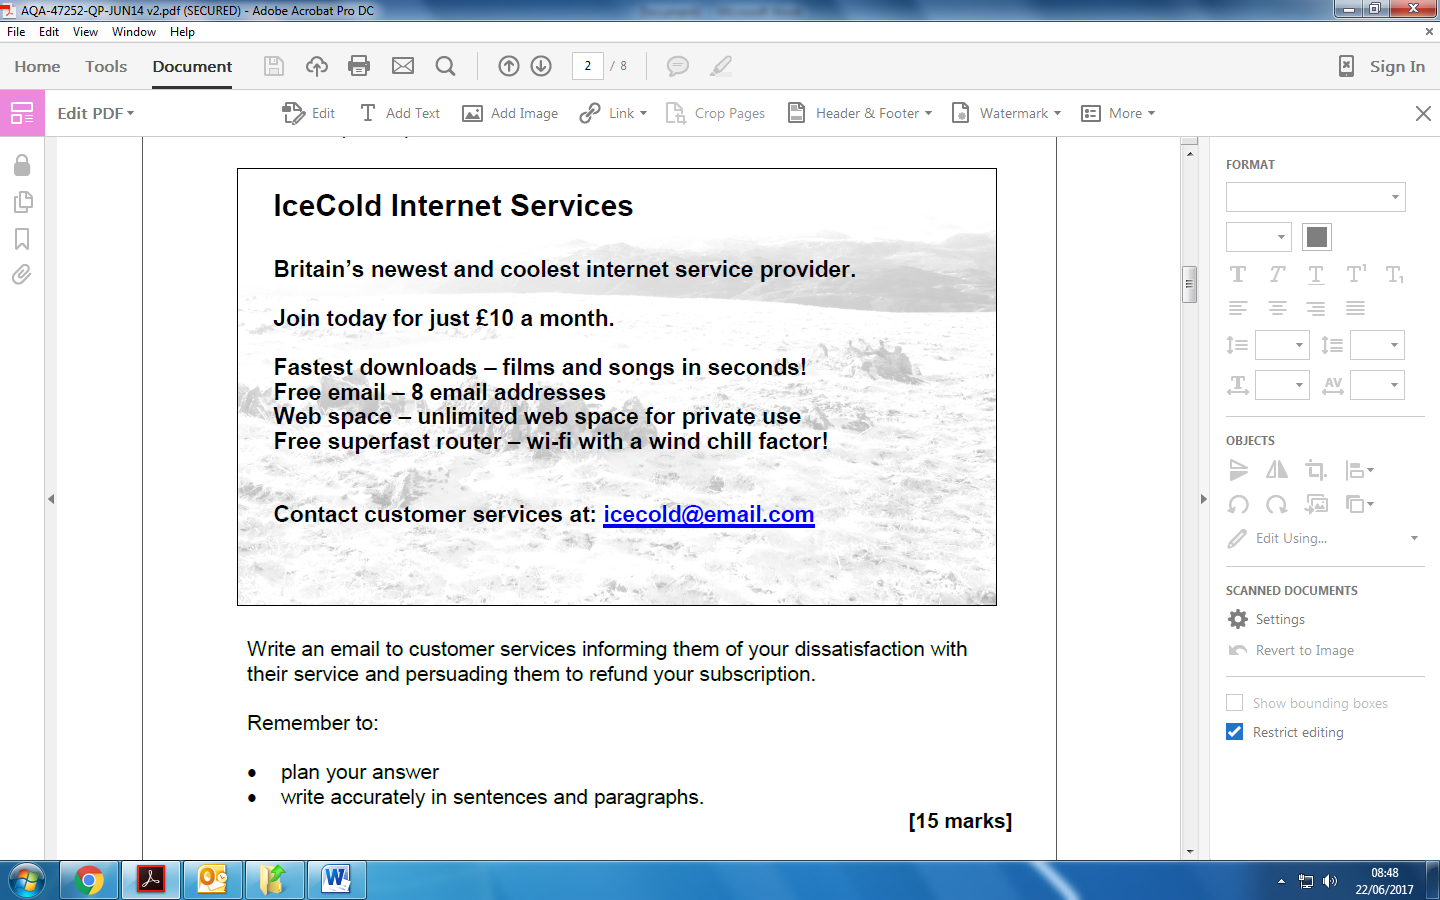 AQA-47252-QP-JUN14 v2.pdf (SECURED) - Adobe Acrobat Pro DC
File Edit View Window Help
Home Tools Document 2 / 8 Sign In
Edit PDF Edit Add Text Add Image Link Crop Pages Header & Footer Watermark More
IceCold Internet Services
Britain's newest and coolest internet service provider.
Join today for just £10 a month.
Fastest downloads – films and songs in seconds!
Free email – 8 email addresses
Web space – unlimited web space for private use
Free superfast router – wi-fi with a wind chill factor!
Contact customer services at: icecold@email.com
Write an email to customer services informing them of your dissatisfaction with
their service and persuading them to refund your subscription.
Remember to:
• plan your answer
• write accurately in sentences and paragraphs.
[15 marks]
FORMAT
OBJECTS
Edit Using...
SCANNED DOCUMENTS
Settings
Revert to Image
Show bounding boxes
Restrict editing
08:48
22/06/2017